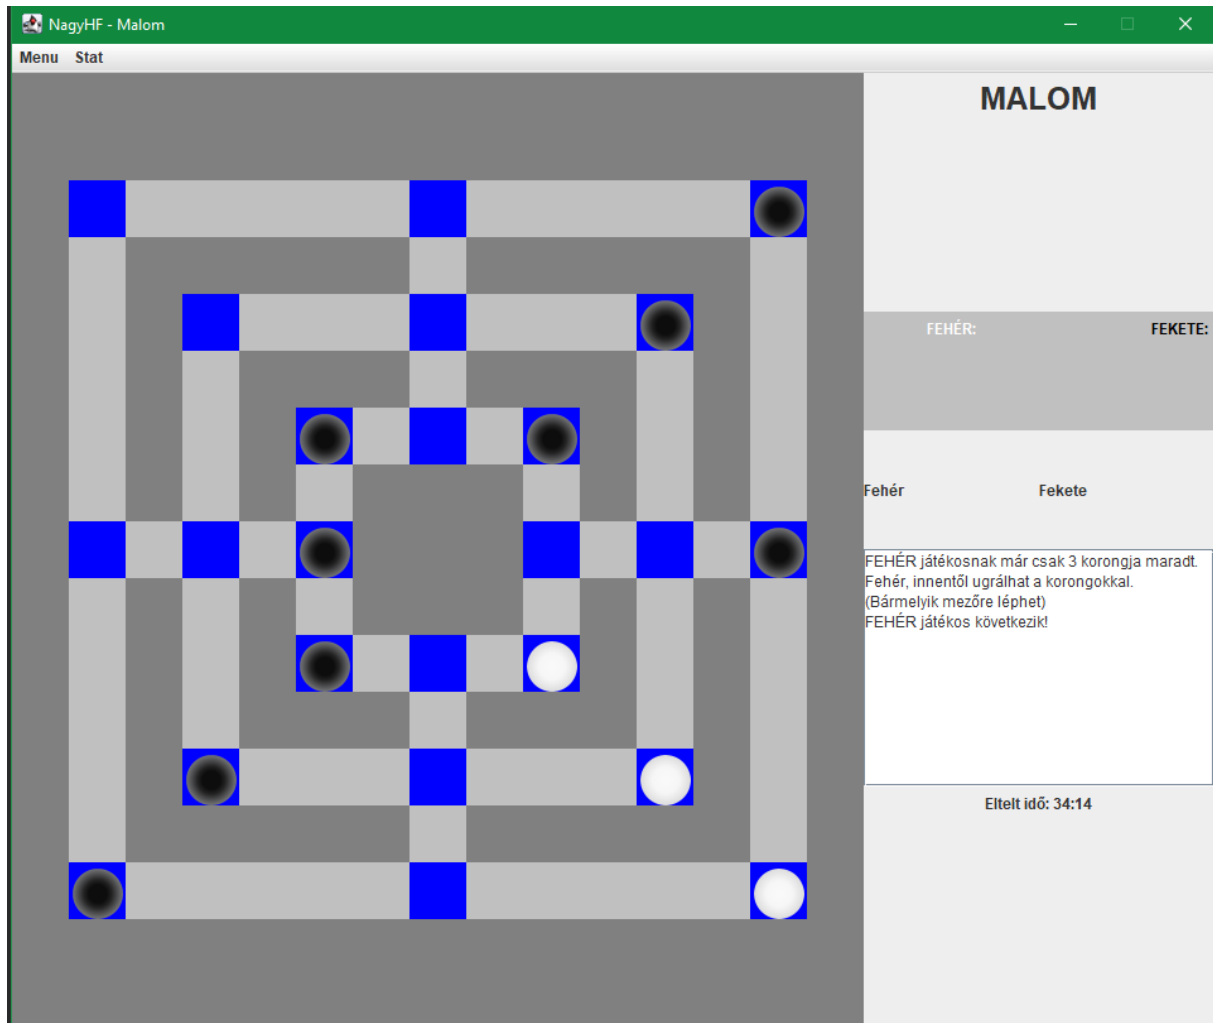 NagyHF - Malom
Menu Stat
MALOM
FEHÉR: FEKETE:
Fehér Fekete
FEHÉR játékosnak már csak 3 korongja maradt.
Fehér, innentől ugrálhat a korongokkal.
(Bármelyik mezőre léphet)
FEHÉR játékos következik!
Eltelt idő: 34:14